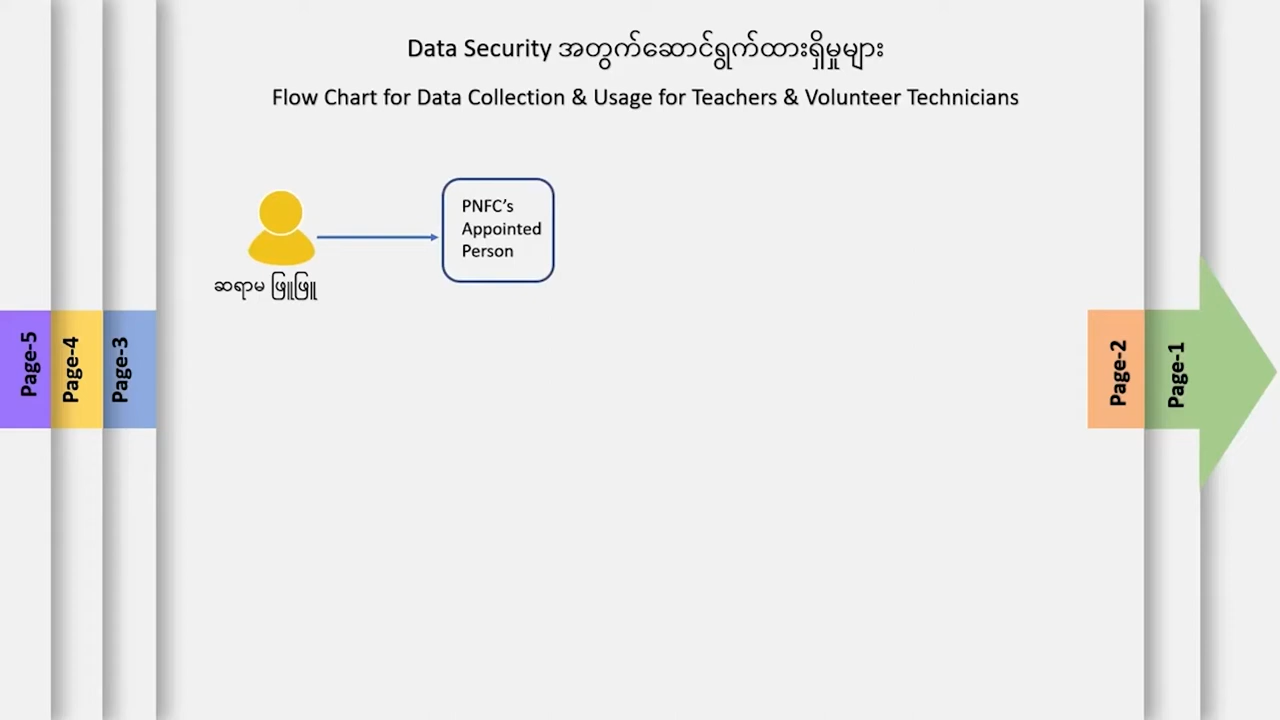 Data Security အတွက်ဆောင်ရွက်ထားရှိမှုများ
Flow Chart for Data Collection & Usage for Teachers & Volunteer Technicians
PNFC's
Appointed
Person
ဆရာမ ဖြူဖြူ
Page-5
Page-4
Page-3
Page-2
Page-1